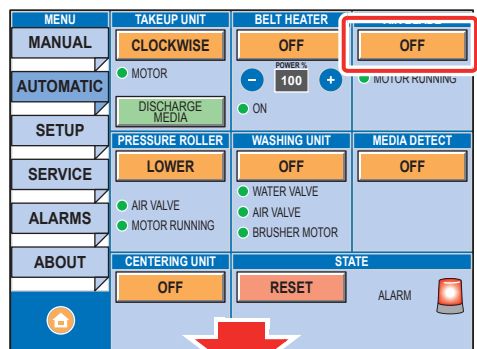 MENU
MANUAL
AUTOMATIC
SETUP
SERVICE
ALARMS
ABOUT
TAKEUP UNIT
CLOCKWISE
MOTOR
DISCHARGE
MEDIA
BELT HEATER
OFF
POWER %
- 100 +
ON
OFF
MOTOR RUNNING
PRESSURE ROLLER
LOWER
AIR VALVE
MOTOR RUNNING
WASHING UNIT
OFF
WATER VALVE
AIR VALVE
BRUSHER MOTOR
MEDIA DETECT
OFF
CENTERING UNIT
OFF
STATE
RESET
ALARM